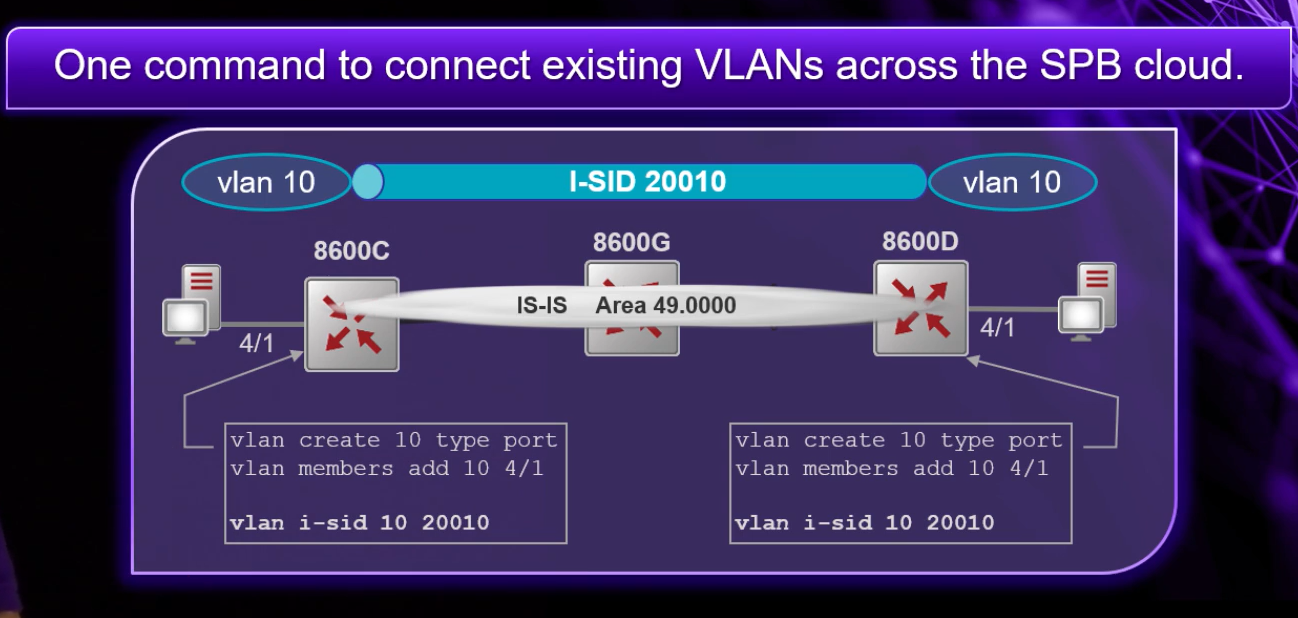 One command to connect existing VLANs across the SPB cloud.
vlan 10
I-SID 20010
vlan 10
8600C
8600G
8600D
IS-IS Area 49.0000
4/1
4/1
vlan create 10 type port
vlan members add 10 4/1
vlan i-sid 10 20010
vlan create 10 type port
vlan members add 10 4/1
vlan i-sid 10 20010